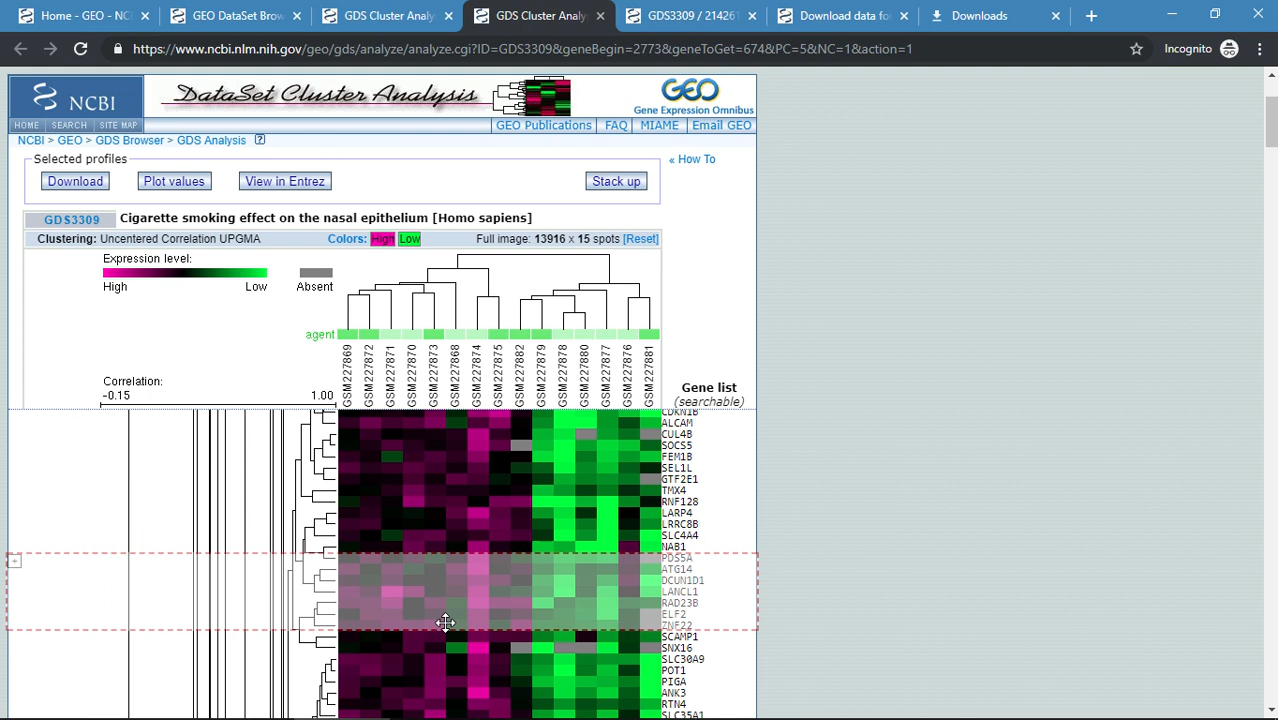 Home - GEO - NCBI
GEO DataSet Brow
GDS Cluster Analy
GDS Cluster Analy
GDS3309 / 214261
Download data fo
Downloads
https://www.ncbi.nlm.nih.gov/geo/gds/analyze/analyze.cgi?ID=GDS3309&geneBegin=2773&geneToGet=674&PC=5&NC=1&action=1
Incognito
NCBI
DataSet Cluster Analysis
GEO
Gene Expression Omnibus
HOME SEARCH SITE MAP
GEO Publications FAQ MIAME Email GEO
NCBI > GEO > GDS Browser > GDS Analysis ?
Selected profiles
« How To
Download Plot values View in Entrez Stack up
GDS3309 Cigarette smoking effect on the nasal epithelium [Homo sapiens]
Clustering: Uncentered Correlation UPGMA Colors: High Low Full image: 13916 x 15 spots [Reset]
Expression level:
High Low Absent
agent
GSM227869
GSM227872
GSM227871
GSM227870
GSM227873
GSM227868
GSM227874
GSM227875
GSM227882
GSM227879
GSM227878
GSM227880
GSM227877
GSM227876
GSM227881
Correlation:
-0.15 1.00
Gene list
(searchable)
CDKN1B
ALCAM
CUL4B
SOCS5
FEM1B
SEL1L
GTF2E1
TMX4
RNF128
LARP4
LRRC8B
SLC4A4
NAB1
PDS5A
ATG14
DCUN1D1
LANCL1
RAD23B
ELF2
ZNF22
SCAMP1
SNX16
SLC30A9
POT1
PIGA
ANK3
RTN4
SLC35A1